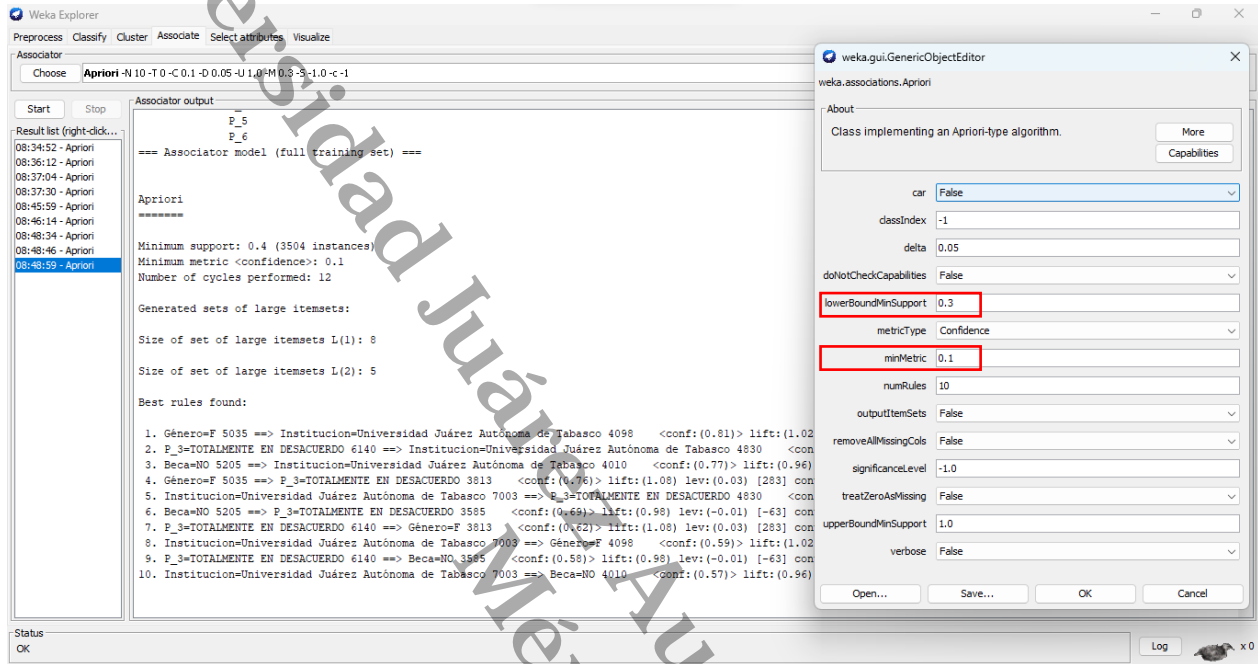 Weka Explorer
Preprocess Classify Cluster Associate Select attributes Visualize
Associator
Choose Apriori -N 10 -T 0 -C 0.1 -D 0.05 -U 1.0 -M 0.3 -S -1.0 -c -1
Start Stop
Result list (right-click...
08:34:52 - Apriori
08:36:12 - Apriori
08:37:04 - Apriori
08:37:30 - Apriori
08:45:59 - Apriori
08:46:14 - Apriori
08:48:34 - Apriori
08:48:46 - Apriori
08:48:59 - Apriori
Associator output
P_5
P_6
=== Associator model (full training set) ===
Apriori
=======
Minimum support: 0.4 (3504 instances)
Minimum metric <confidence>: 0.1
Number of cycles performed: 12
Generated sets of large itemsets:
Size of set of large itemsets L(1): 8
Size of set of large itemsets L(2): 5
Best rules found:
1. Género=F 5035 ==> Institucion=Universidad Juárez Autónoma de Tabasco 4098 <conf:(0.81)> lift:(1.02
2. P_3=TOTALMENTE EN DESACUERDO 6140 ==> Institucion=Universidad Juárez Autónoma de Tabasco 4830 <con
3. Beca=NO 5205 ==> Institucion=Universidad Juárez Autónoma de Tabasco 4010 <conf:(0.77)> lift:(0.96)
4. Género=F 5035 ==> P_3=TOTALMENTE EN DESACUERDO 3813 <conf:(0.76)> lift:(1.08) lev:(0.03) [283] con
5. Institucion=Universidad Juárez Autónoma de Tabasco 7003 ==> P_3=TOTALMENTE EN DESACUERDO 4830 <con
6. Beca=NO 5205 ==> P_3=TOTALMENTE EN DESACUERDO 3585 <conf:(0.69)> lift:(0.98) lev:(-0.01) [-63] con
7. P_3=TOTALMENTE EN DESACUERDO 6140 ==> Género=F 3813 <conf:(0.62)> lift:(1.08) lev:(0.03) [283] con
8. Institucion=Universidad Juárez Autónoma de Tabasco 7003 ==> Género=F 4098 <conf:(0.59)> lift:(1.02
9. P_3=TOTALMENTE EN DESACUERDO 6140 ==> Beca=NO 3585 <conf:(0.58)> lift:(0.98) lev:(-0.01) [-63] con
10. Institucion=Universidad Juárez Autónoma de Tabasco 7003 ==> Beca=NO 4010 <conf:(0.57)> lift:(0.96)
Status
OK
Log x 0
weka.gui.GenericObjectEditor
weka.associations.Apriori
About
Class implementing an Apriori-type algorithm.
More
Capabilities
car False
classIndex -1
delta 0.05
doNotCheckCapabilities False
lowerBoundMinSupport 0.3
metricType Confidence
minMetric 0.1
numRules 10
outputItemSets False
removeAllMissingCols False
significanceLevel -1.0
treatZeroAsMissing False
upperBoundMinSupport 1.0
verbose False
Open... Save... OK Cancel
ersidad Juárez Au
Mé